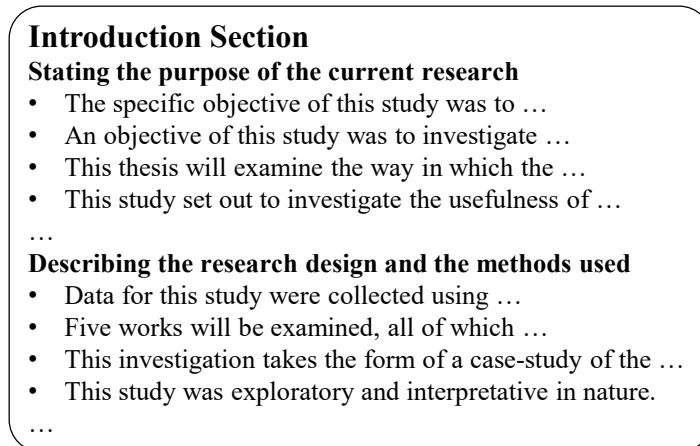 Introduction Section
Stating the purpose of the current research
• The specific objective of this study was to …
• An objective of this study was to investigate …
• This thesis will examine the way in which the …
• This study set out to investigate the usefulness of …
…
Describing the research design and the methods used
• Data for this study were collected using …
• Five works will be examined, all of which …
• This investigation takes the form of a case-study of the …
• This study was exploratory and interpretative in nature.
…